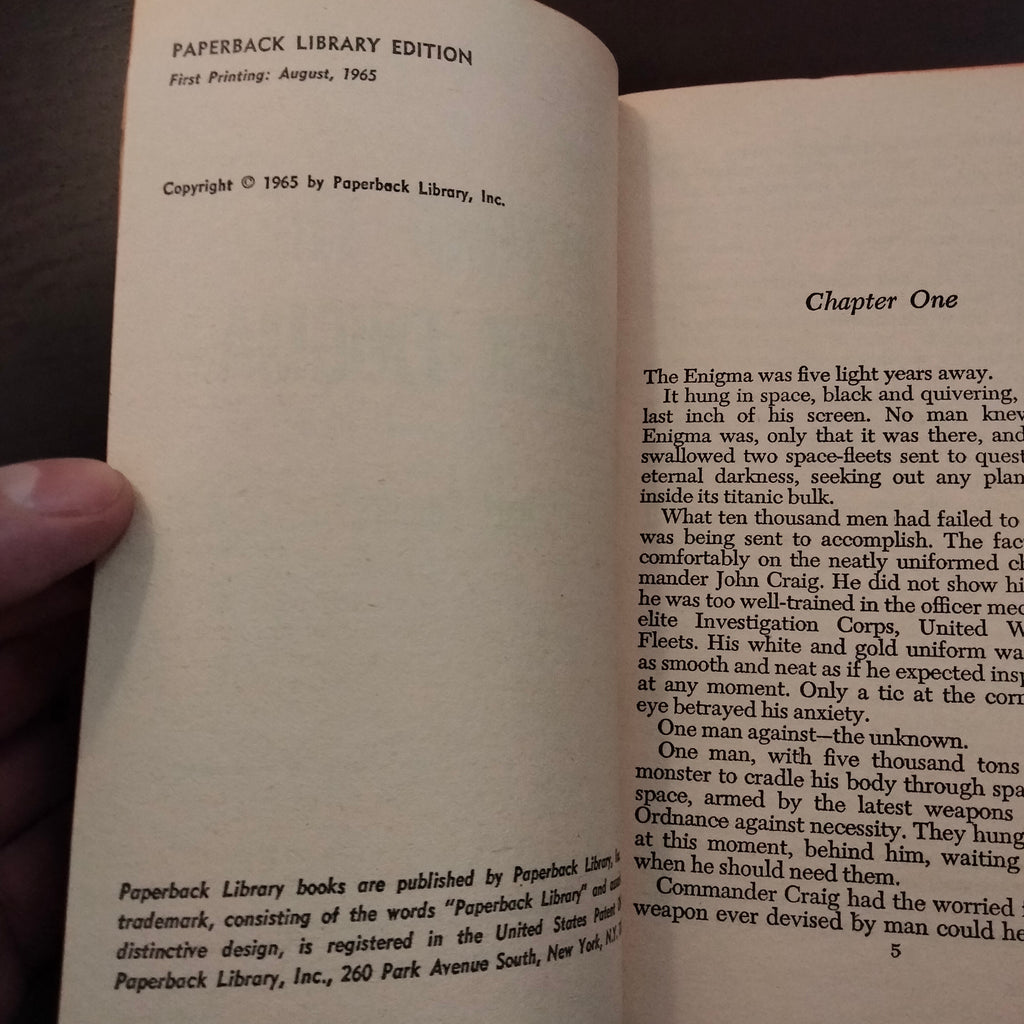 PAPERBACK LIBRARY EDITION
First Printing: August, 1965
Copyright © 1965 by Paperback Library, Inc.
Paperback Library books are published by Paperback Library,
trademark, consisting of the words "Paperback Library" and
distinctive design, is registered in the United States Patent
Paperback Library, Inc., 260 Park Avenue South, New York, N.Y.
Chapter One
The Enigma was five light years away.
It hung in space, black and quivering,
last inch of his screen. No man knew
Enigma was, only that it was there, and
swallowed two space-fleets sent to quest
eternal darkness, seeking out any plan
inside its titanic bulk.
What ten thousand men had failed to
was being sent to accomplish. The fac
comfortably on the neatly uniformed
mander John Craig. He did not show hi
he was too well-trained in the officer
elite Investigation Corps, United W
Fleets. His white and gold uniform wa
as smooth and neat as if he expected insp
at any moment. Only a tic at the corn
eye betrayed his anxiety.
One man against—the unknown.
One man, with five thousand tons
monster to cradle his body through spa
space, armed by the latest weapons
Ordnance against necessity. They hung
at this moment, behind him, waiting
when he should need them.
Commander Craig had the worried
weapon ever devised by man could he
5